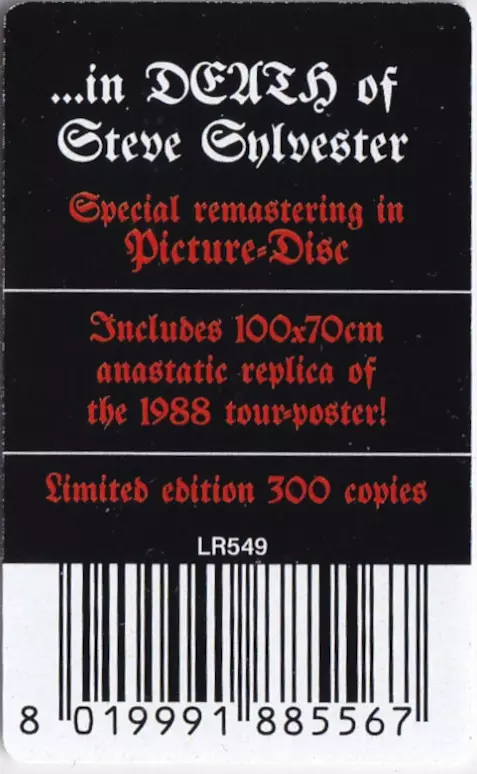 ...in DEATH of
Steve Sylvester
Special remastering in
Picture-Disc
Includes 100x70cm
anastatic replica of
the 1988 tour-poster!
Limited edition 300 copies
LR549
8 019991 885567